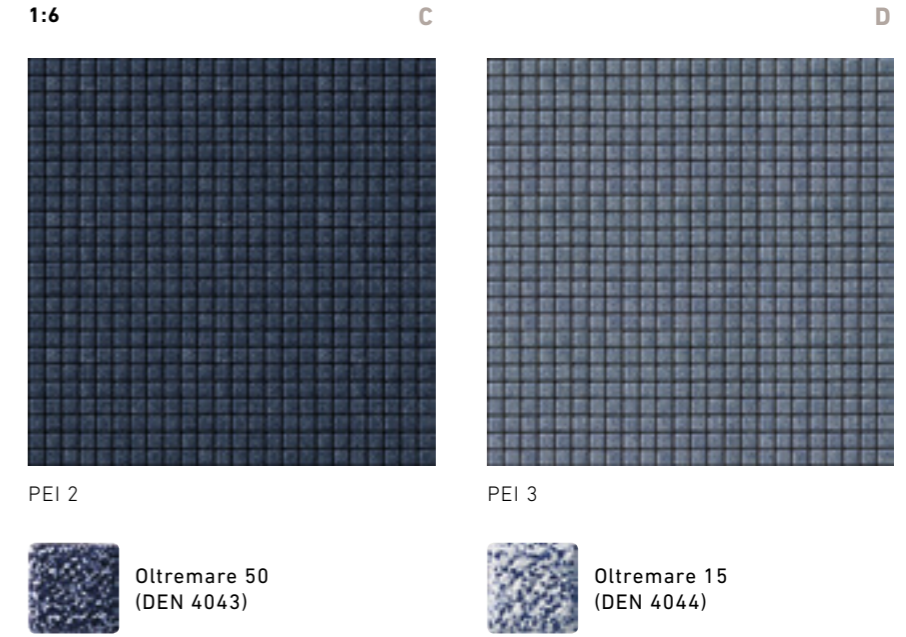 1:6
C
D
PEI 2
PEI 3
Oltremare 50
(DEN 4043)
Oltremare 15
(DEN 4044)